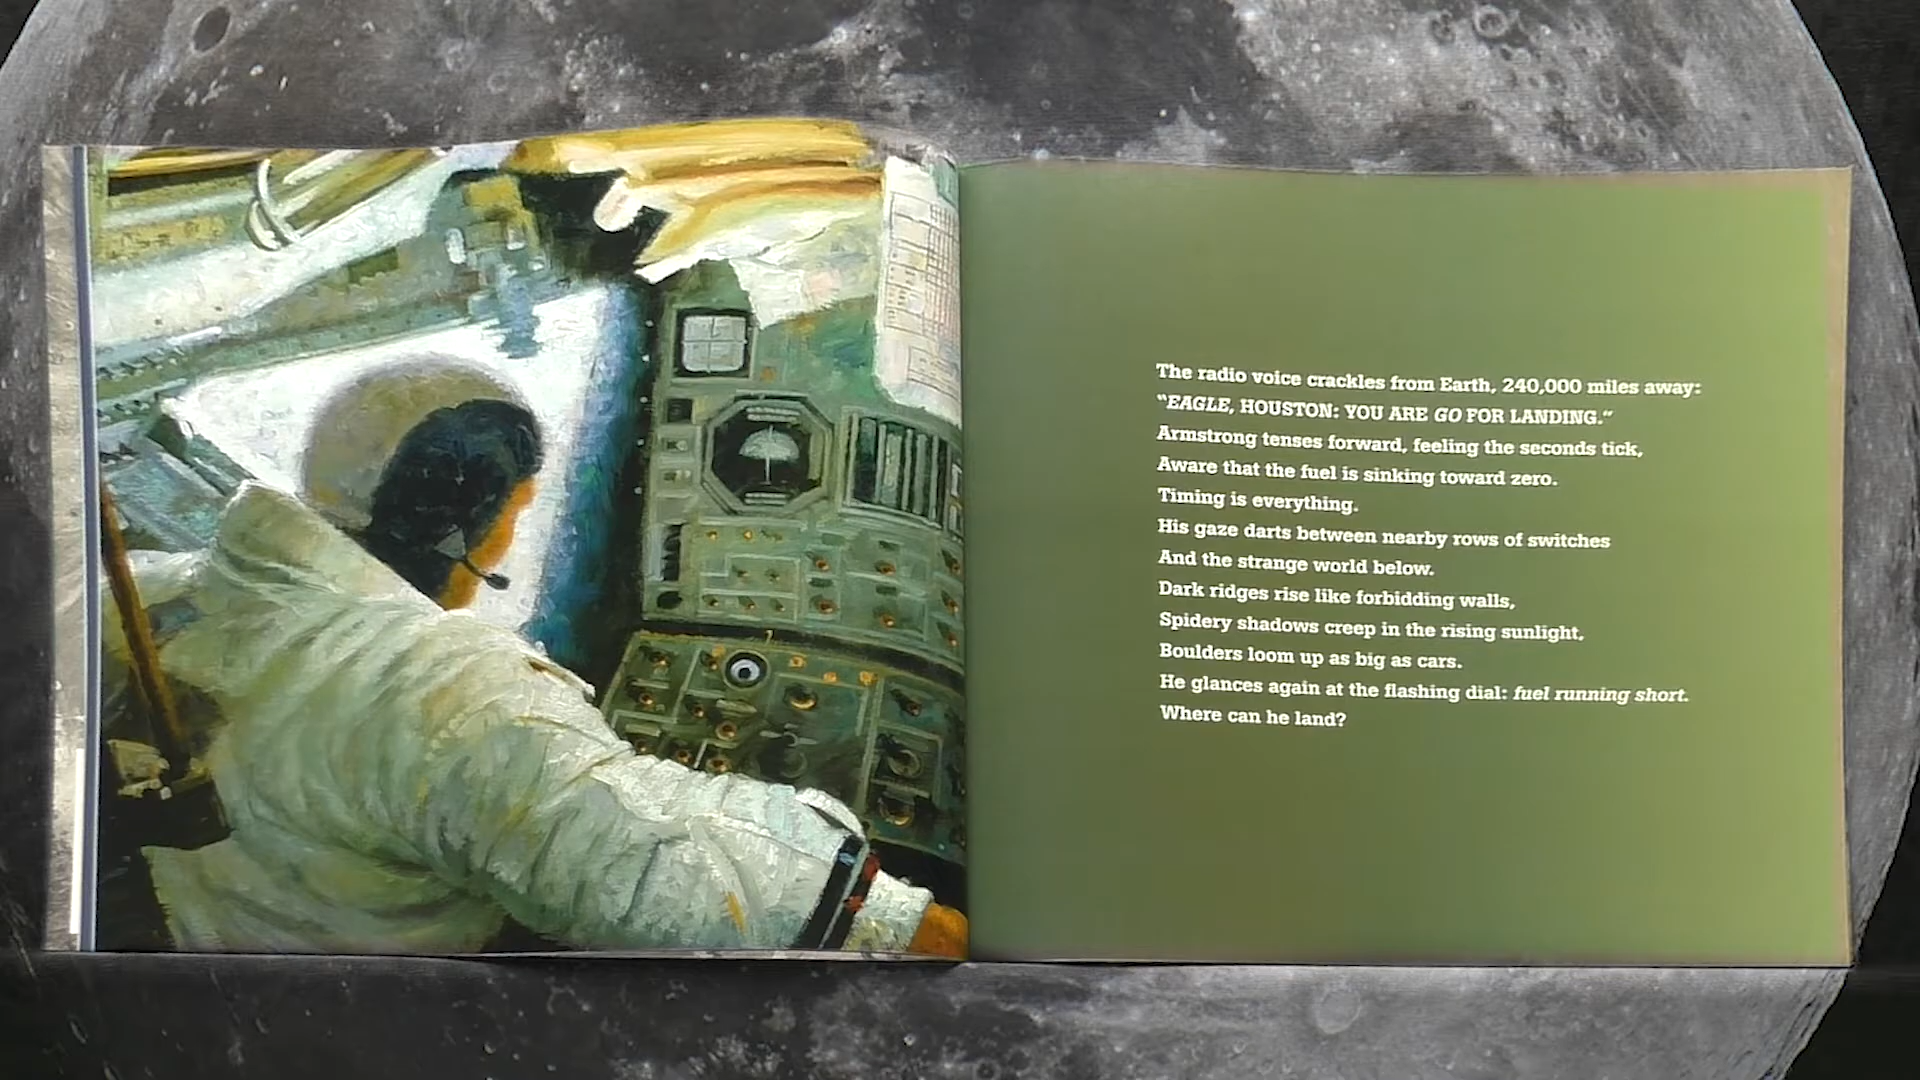 The radio voice crackles from Earth, 240,000 miles away:
“EAGLE, HOUSTON: YOU ARE GO FOR LANDING.”
Armstrong tenses forward, feeling the seconds tick,
Aware that the fuel is sinking toward zero.
Timing is everything.
His gaze darts between nearby rows of switches
And the strange world below.
Dark ridges rise like forbidding walls,
Spidery shadows creep in the rising sunlight,
Boulders loom up as big as cars.
He glances again at the flashing dial: fuel running short.
Where can he land?